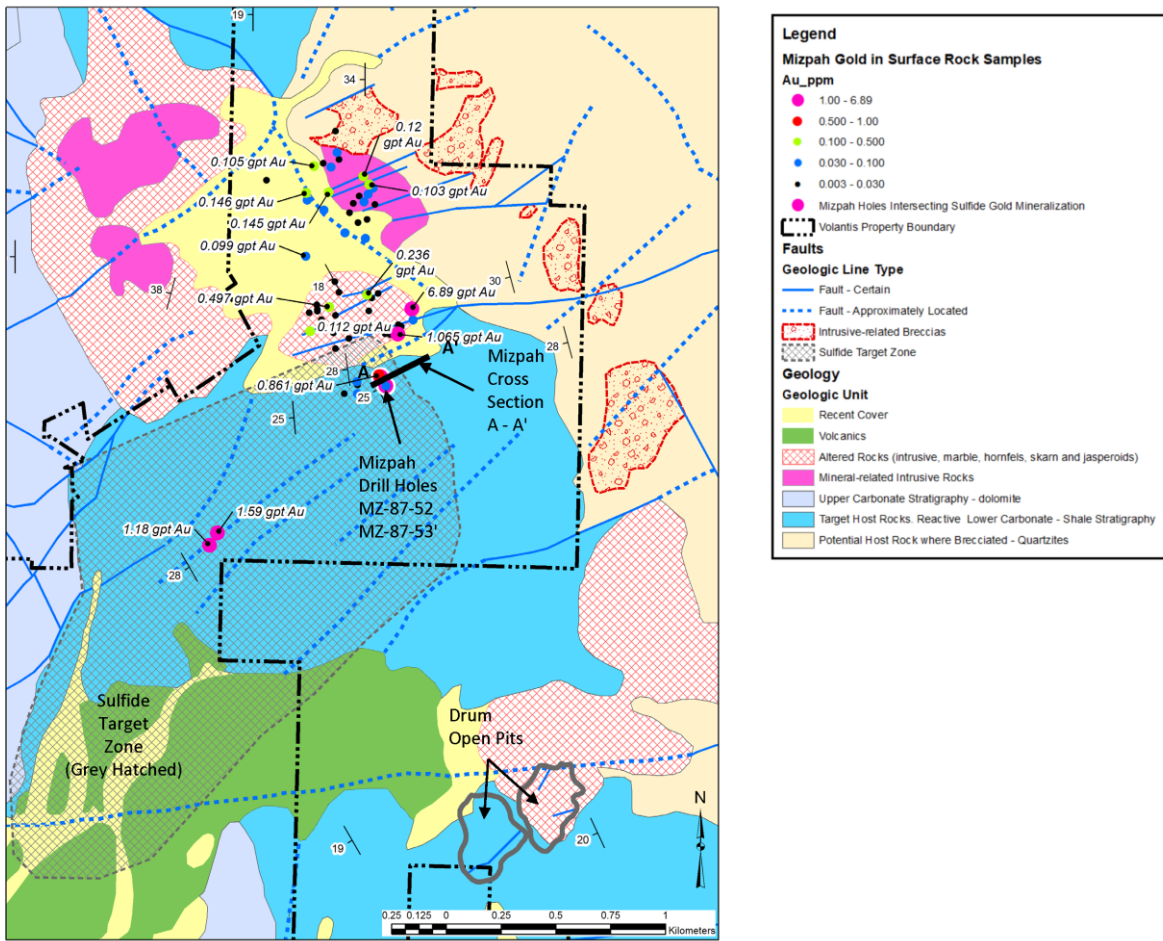 19
34
0.12
gpt Au
0.105 gpt Au
0.103 gpt Au
0.146 gpt Au
0.145 gpt Au
0.099 gpt Au
0.236
gpt Au
38
18
30
6.89 gpt Au
0.497 gpt Au
0.112 gpt Au
1.065 gpt Au
28
A'
A
28
25
0.861 gpt Au
Mizpah
Cross
Section
A - A'
25
Mizpah
Drill Holes
MZ-87-52
MZ-87-53'
1.59 gpt Au
1.18 gpt Au
28
Sulfide
Target
Zone
(Grey Hatched)
Drum
Open Pits
N
19
20
0.25 0.125 0 0.25 0.5 0.75 1
Kilometers
Legend
Mizpah Gold in Surface Rock Samples
Au_ppm
1.00 - 6.89
0.500 - 1.00
0.100 - 0.500
0.030 - 0.100
0.003 - 0.030
Mizpah Holes Intersecting Sulfide Gold Mineralization
Volantis Property Boundary
Faults
Geologic Line Type
Fault - Certain
Fault - Approximately Located
Intrusive-related Breccias
Sulfide Target Zone
Geology
Geologic Unit
Recent Cover
Volcanics
Altered Rocks (intrusive, marble, hornfels, skarn and jasperoids)
Mineral-related Intrusive Rocks
Upper Carbonate Stratigraphy - dolomite
Target Host Rocks. Reactive Lower Carbonate - Shale Stratigraphy
Potential Host Rock where Brecciated - Quartzites